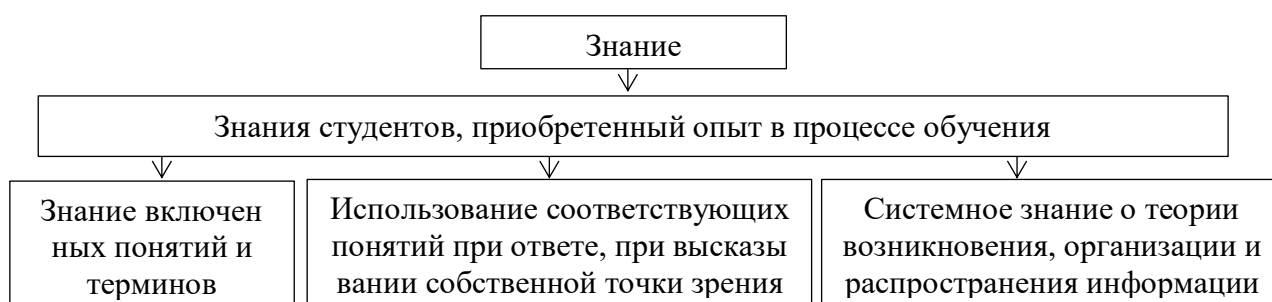 Знание
Знания студентов, приобретенный опыт в процессе обучения
Знание включен
ных понятий и
терминов
Использование соответствующих
понятий при ответе, при высказы
вании собственной точки зрения
Системное знание о теории
возникновения, организации и
распространения информации